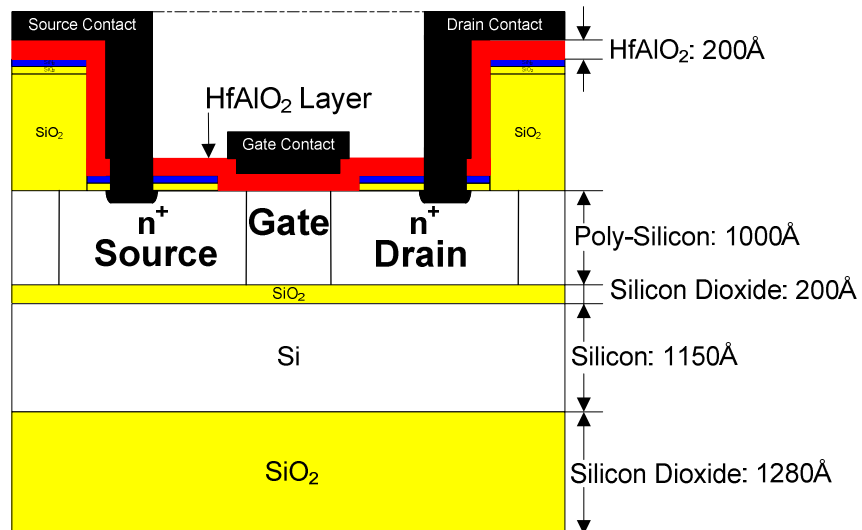 Source Contact
Drain Contact
HfAlO₂: 200Å
HfAlO₂ Layer
SiO₂
Gate Contact
SiO₂
n⁺
Source
Gate
n⁺
Drain
Poly-Silicon: 1000Å
SiO₂
Silicon Dioxide: 200Å
Si
Silicon: 1150Å
SiO₂
Silicon Dioxide: 1280Å